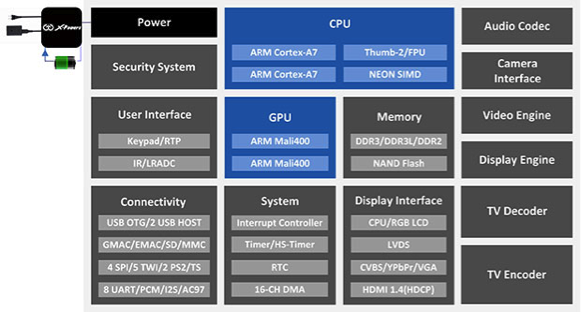 X-Powers
Power
CPU
ARM Cortex-A7
Thumb-2/FPU
ARM Cortex-A7
NEON SIMD
Audio Codec
Security System
Camera
Interface
User Interface
Keypad/RTP
IR/LRADC
GPU
ARM Mali400
ARM Mali400
Memory
DDR3/DDR3L/DDR2
NAND Flash
Video Engine
Display Engine
Connectivity
USB OTG/2 USB HOST
GMAC/EMAC/SD/MMC
4 SPI/5 TWI/2 PS2/TS
8 UART/PCM/I2S/AC97
System
Interrupt Controller
Timer/HS-Timer
RTC
16-CH DMA
Display Interface
CPU/RGB LCD
LVDS
CVBS/YPbPr/VGA
HDMI 1.4(HDCP)
TV Decoder
TV Encoder